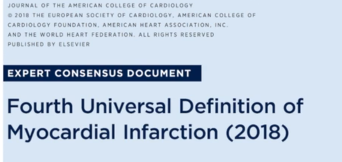 JOURNAL OF THE AMERICAN COLLEGE OF CARDIOLOGY
© 2018 THE EUROPEAN SOCIETY OF CARDIOLOGY, AMERICAN COLLEGE OF
CARDIOLOGY FOUNDATION, AMERICAN HEART ASSOCIATION, INC.
AND THE WORLD HEART FEDERATION. ALL RIGHTS RESERVED
PUBLISHED BY ELSEVIER
EXPERT CONSENSUS DOCUMENT
Fourth Universal Definition of
Myocardial Infarction (2018)